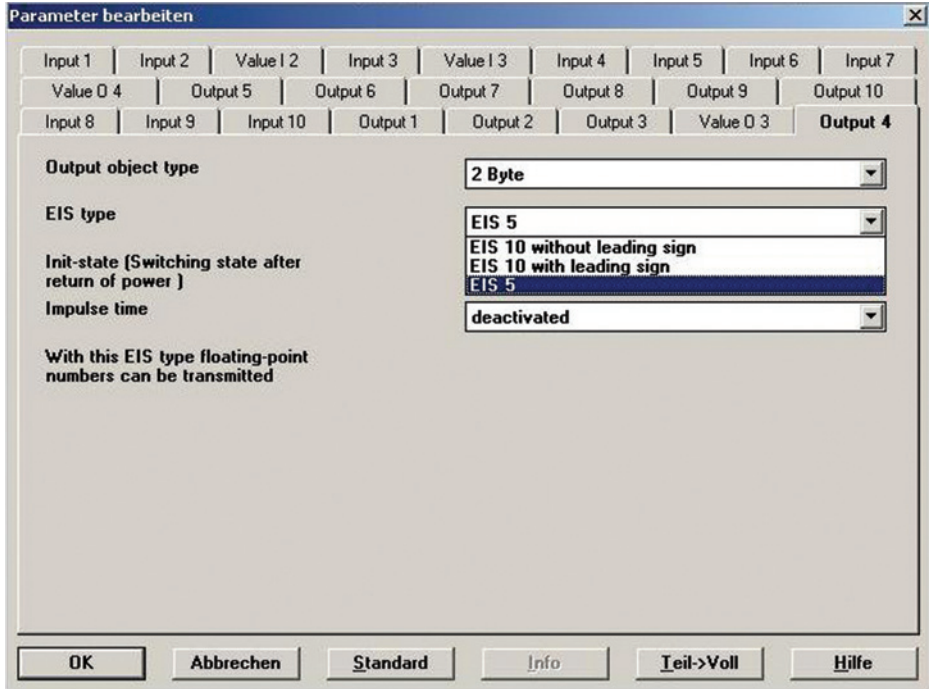 Parameter bearbeiten
Input 1 Input 2 Value I 2 Input 3 Value I 3 Input 4 Input 5 Input 6 Input 7
Value O 4 Output 5 Output 6 Output 7 Output 8 Output 9 Output 10
Input 8 Input 9 Input 10 Output 1 Output 2 Output 3 Value O 3 Output 4
Output object type 2 Byte
EIS type EIS 5
EIS 10 without leading sign
EIS 10 with leading sign
EIS 5
Init-state (Switching state after
return of power )
Impulse time deactivated
With this EIS type floating-point
numbers can be transmitted
OK Abbrechen Standard Info Teil->Voll Hilfe